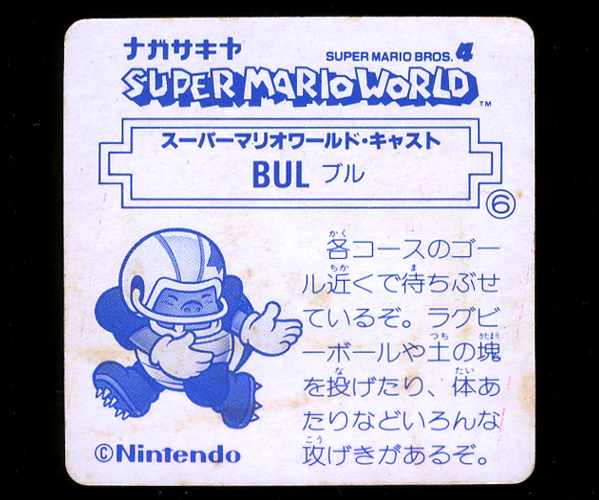 ナガサキヤ
SUPER MARIO BROS. 4
SUPER MARIO WORLD™
スーパーマリオワールド・キャスト
BUL ブル
⑥
各コースのゴー
ル近くで待ちぶせ
ているぞ。ラグビ
ーボールや土の塊
を投げたり、体あ
たりなどいろんな
攻げきがあるぞ。
©Nintendo